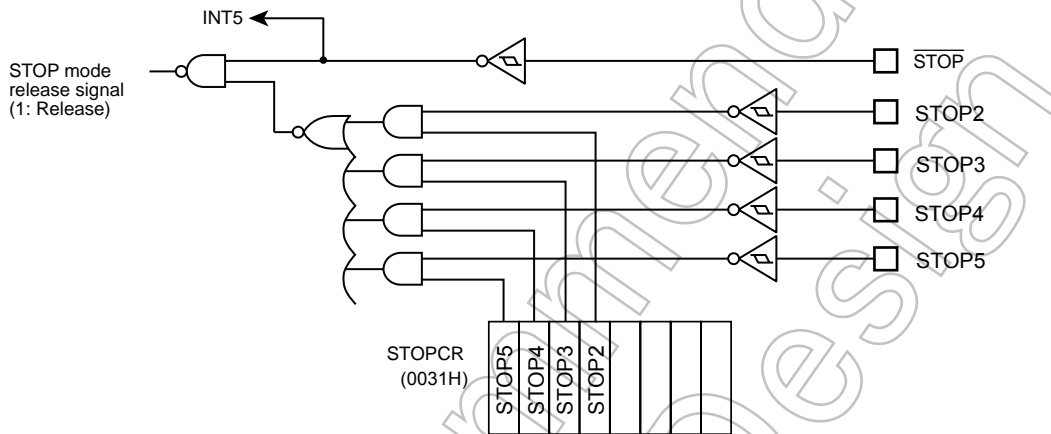 INT5
STOP mode
release signal
(1: Release)
STOP
STOP2
STOP3
STOP4
STOP5
STOPCR
(0031H)
STOP5
STOP4
STOP3
STOP2